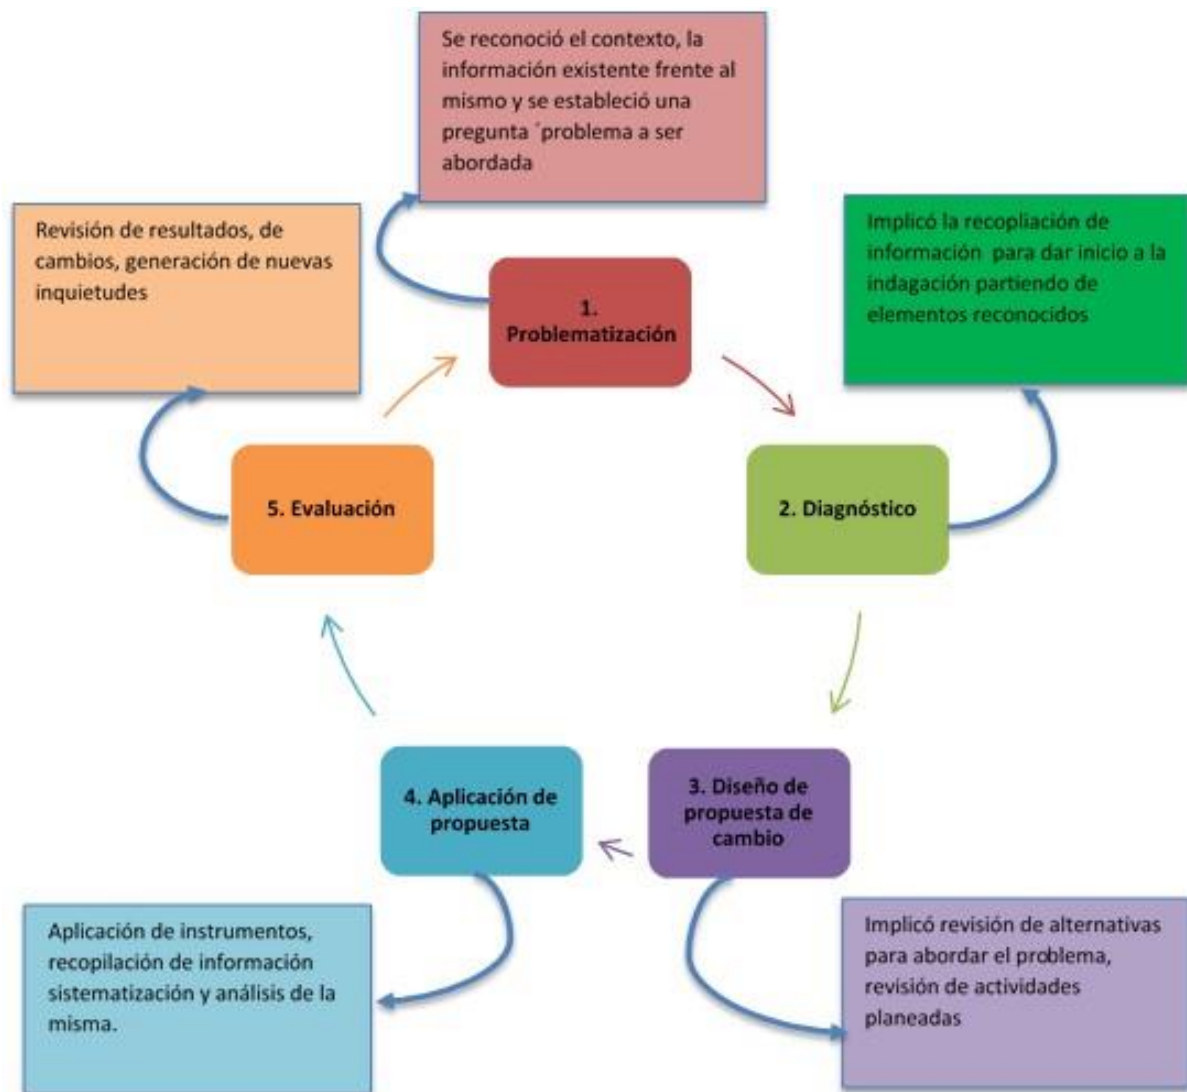 Se reconoció el contexto, la
información existente frente al
mismo y se estableció una
pregunta ´problema a ser
abordada
1.
Problematización
Implicó la recopliación de
información para dar inicio a la
indagación partiendo de
elementos reconocidos
2. Diagnóstico
3. Diseño de
propuesta de
cambio
Implicó revisión de alternativas
para abordar el problema,
revisión de actividades
planeadas
4. Aplicación de
propuesta
Aplicación de instrumentos,
recopilación de información
sistematización y análisis de la
misma.
5. Evaluación
Revisión de resultados, de
cambios, generación de nuevas
inquietudes